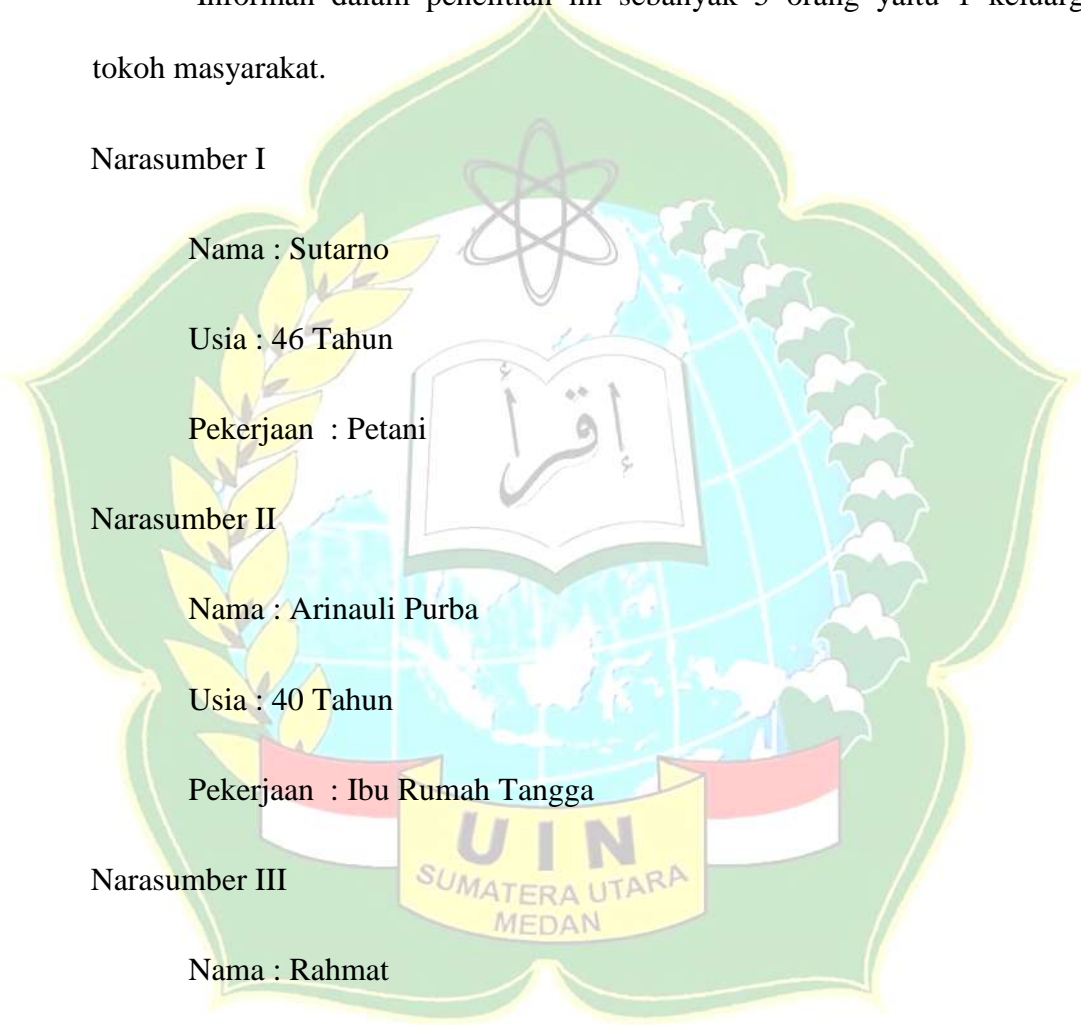 Informan dalam penelitian ini sebanyak 5 orang yaitu 1
tokoh masyarakat.
Narasumber I
Nama : Sutarno
Usia : 46 Tahun
Pekerjaan : Petani
Narasumber II
Nama : Arinauli Purba
Usia : 40 Tahun
Pekerjaan : Ibu Rumah Tangga
Narasumber III
Nama : Rahmat
إقرأ
UIN
SUMATERA UTARA
MEDAN